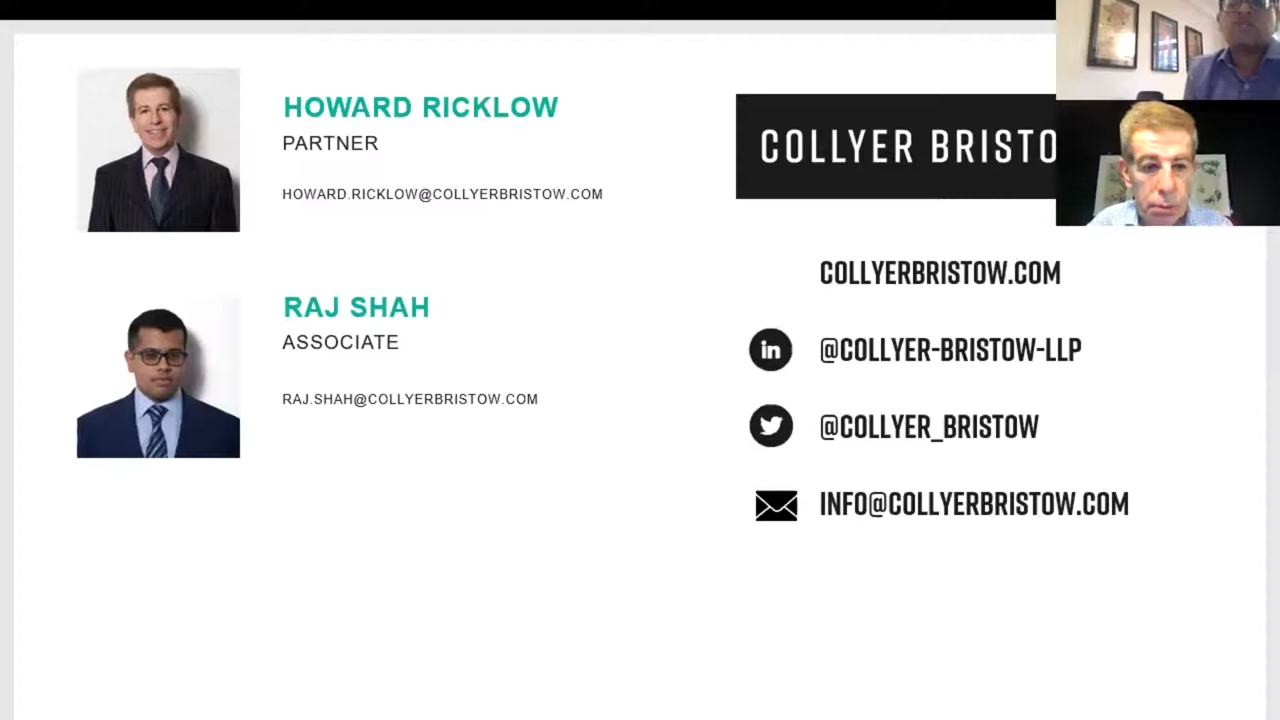 HOWARD RICKLOW
PARTNER
HOWARD.RICKLOW@COLLYERBRISTOW.COM
RAJ SHAH
ASSOCIATE
RAJ.SHAH@COLLYERBRISTOW.COM
COLLYER BRISTO
COLLYERBRISTOW.COM
in
@COLLYER-BRISTOW-LLP
@COLLYER_BRISTOW
INFO@COLLYERBRISTOW.COM